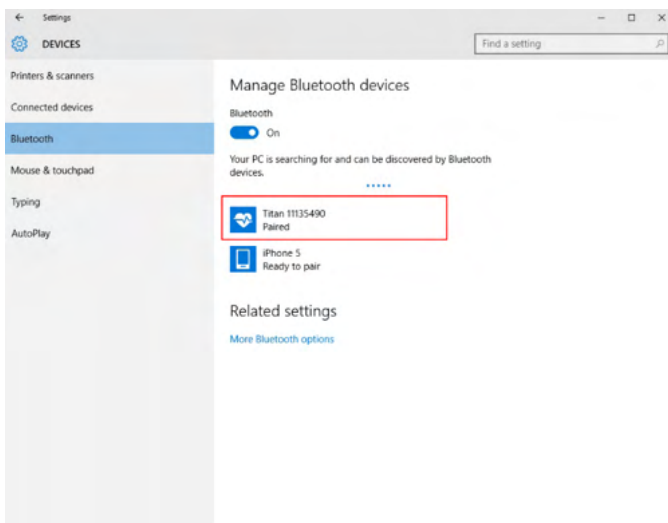 Settings
DEVICES
Find a setting
Printers & scanners
Connected devices
Bluetooth
Mouse & touchpad
Typing
AutoPlay
Manage Bluetooth devices
Bluetooth
On
Your PC is searching for and can be discovered by Bluetooth
devices.
Titan 11135490
Paired
iPhone 5
Ready to pair
Related settings
More Bluetooth options